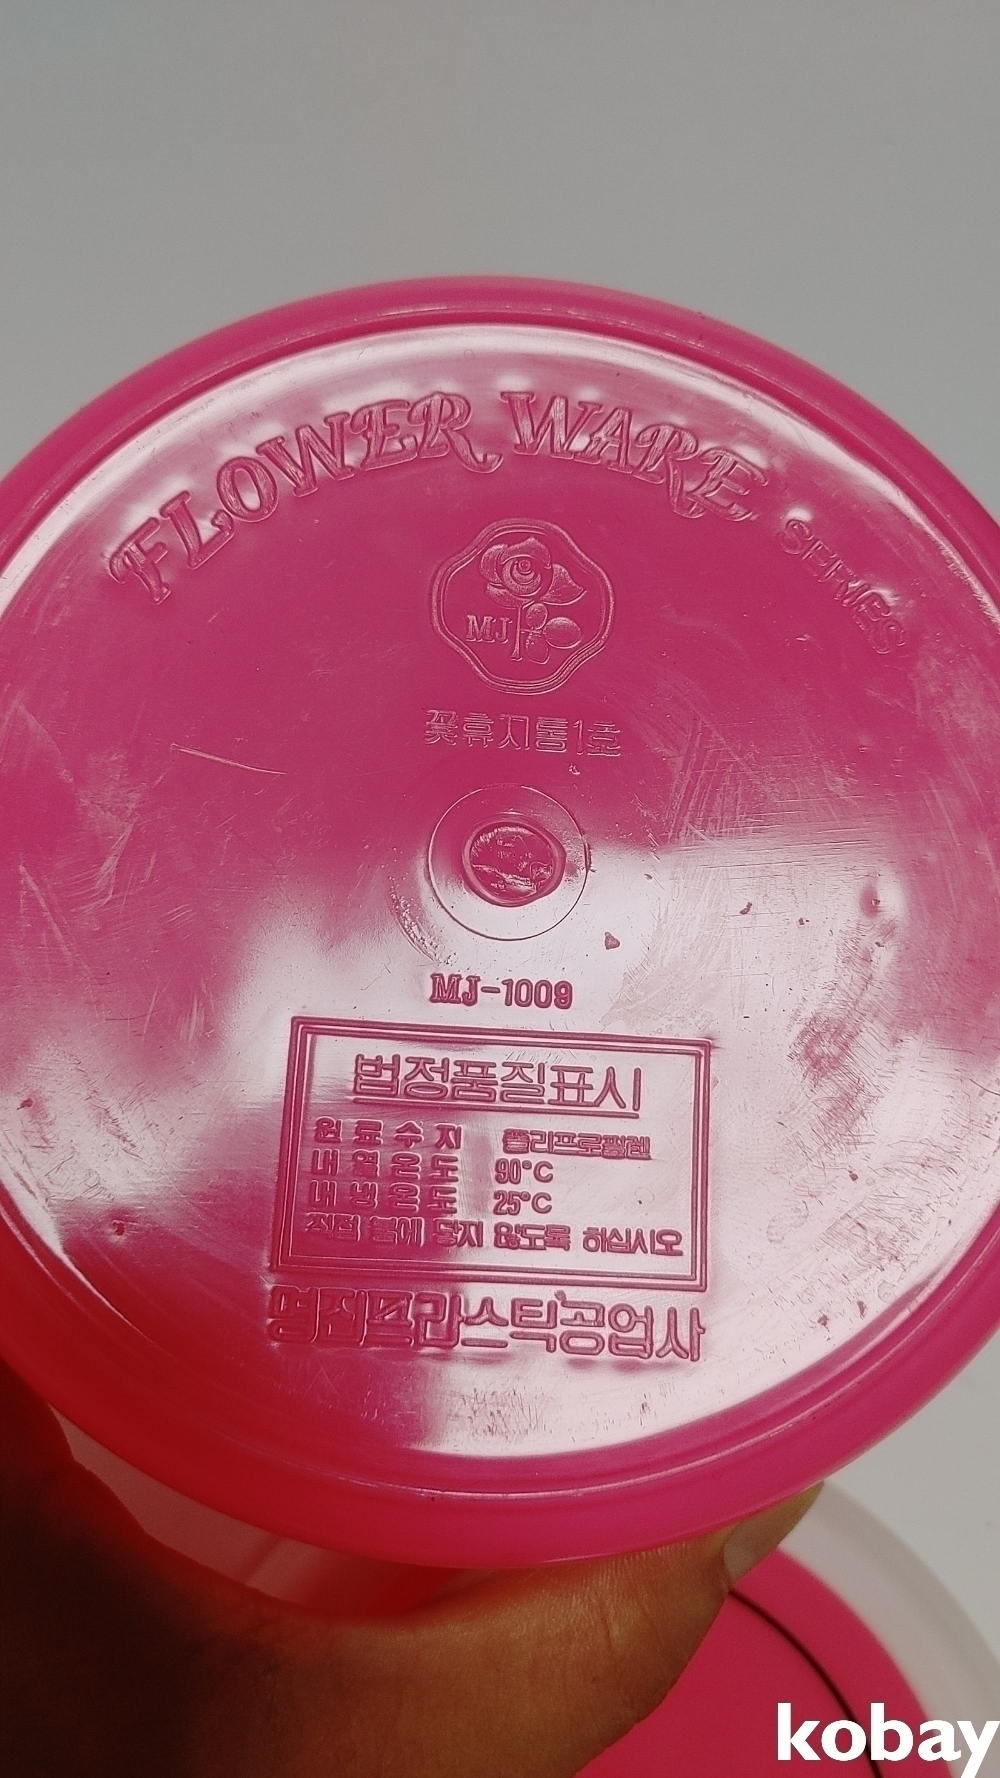 FLOWER WARE SERIES
MJ
꽃휴지통1호
MJ-1009
법정품질표시
원료수지 폴리프로필렌
내열온도 90°C
내냉온도 25°C
직접 불에 닿지 않도록 하십시오
명진프라스틱공업사
kobay